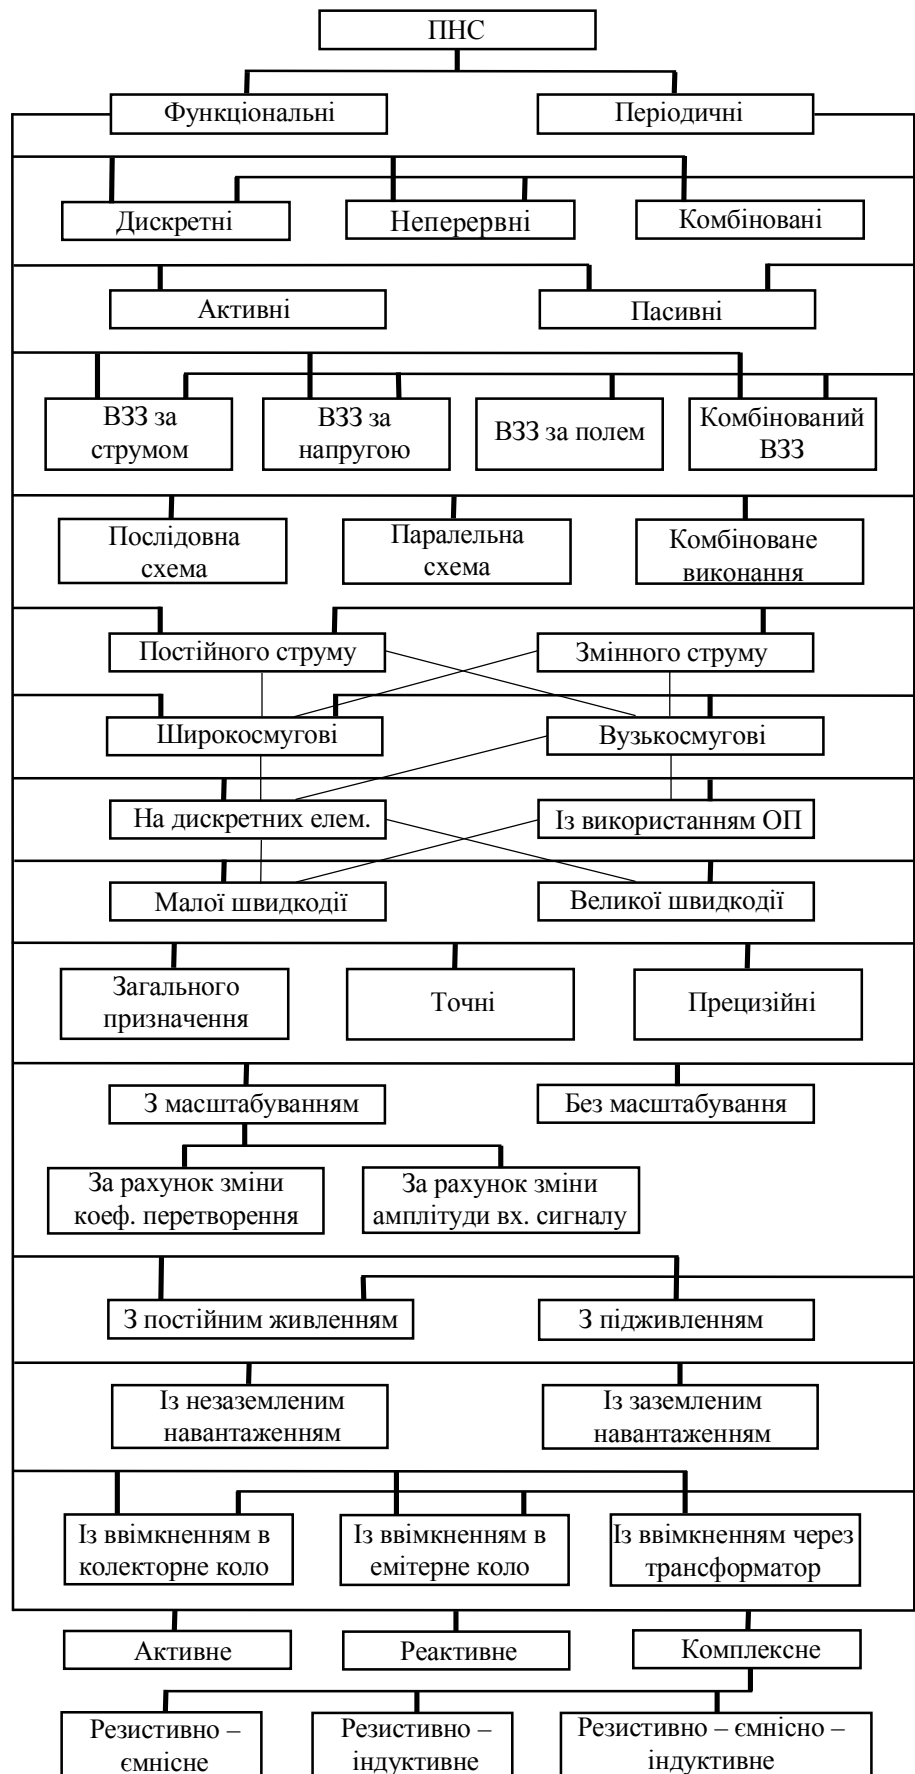 ПНС
Функціональні
Періодичні
Дискретні
Неперервні
Комбіновані
Активні
Пасивні
ВЗЗ за
струмом
ВЗЗ за
напругою
ВЗЗ за полем
Комбінований
ВЗЗ
Послідовна
схема
Паралельна
схема
Комбіноване
виконання
Постійного струму
Змінного струму
Широкосмугові
Вузькосмугові
На дискретних елем.
Із використанням ОП
Малої швидкодії
Великої швидкодії
Загального
призначення
Точні
Прецизійні
З масштабуванням
Без масштабування
За рахунок зміни
коеф. перетворення
За рахунок зміни
амплітуди вх. сигналу
З постійним живленням
З підживленням
Із незаземленим
навантаженням
Із заземленим
навантаженням
Із ввімкненням в
колекторне коло
Із ввімкненням в
емітерне коло
Із ввімкненням через
трансформатор
Активне
Реактивне
Комплексне
Резистивно –
ємнісне
Резистивно –
індуктивне
Резистивно – ємнісно –
індуктивне